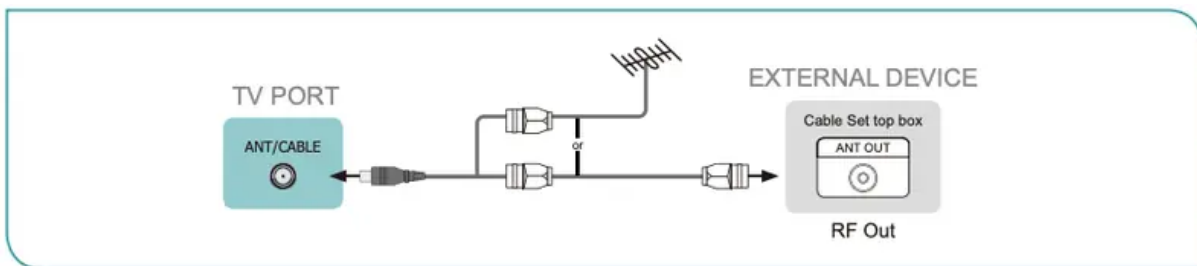 TV PORT
ANT/CABLE
or
EXTERNAL DEVICE
Cable Set top box
ANT OUT
RF Out